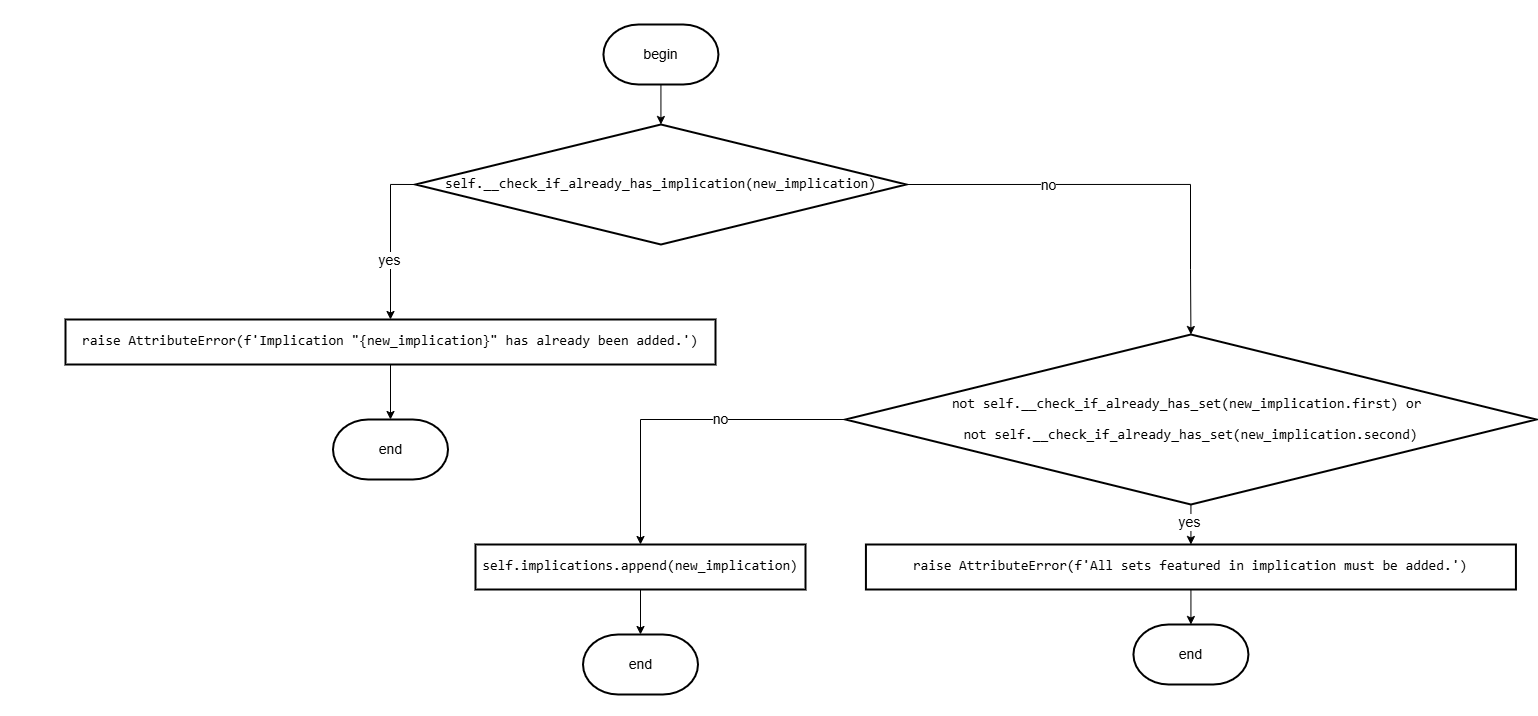 begin
self.__check_if_already_has_implication(new_implication)
no
yes
raise AttributeError(f'Implication "{new_implication}" has already been added.')
not self.__check_if_already_has_set(new_implication.first) or
not self.__check_if_already_has_set(new_implication.second)
no
end
yes
self.implications.append(new_implication)
raise AttributeError(f'All sets featured in implication must be added.')
end
end